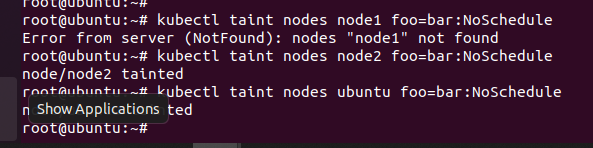 root@ubuntu:~#
root@ubuntu:~# kubectl taint nodes node1 foo=bar:NoSchedule
Error from server (NotFound): nodes "node1" not found
root@ubuntu:~# kubectl taint nodes node2 foo=bar:NoSchedule
node/node2 tainted
root@ubuntu:~# kubectl taint nodes ubuntu foo=bar:NoSchedule
n Show Applications ted
root@ubuntu:~#